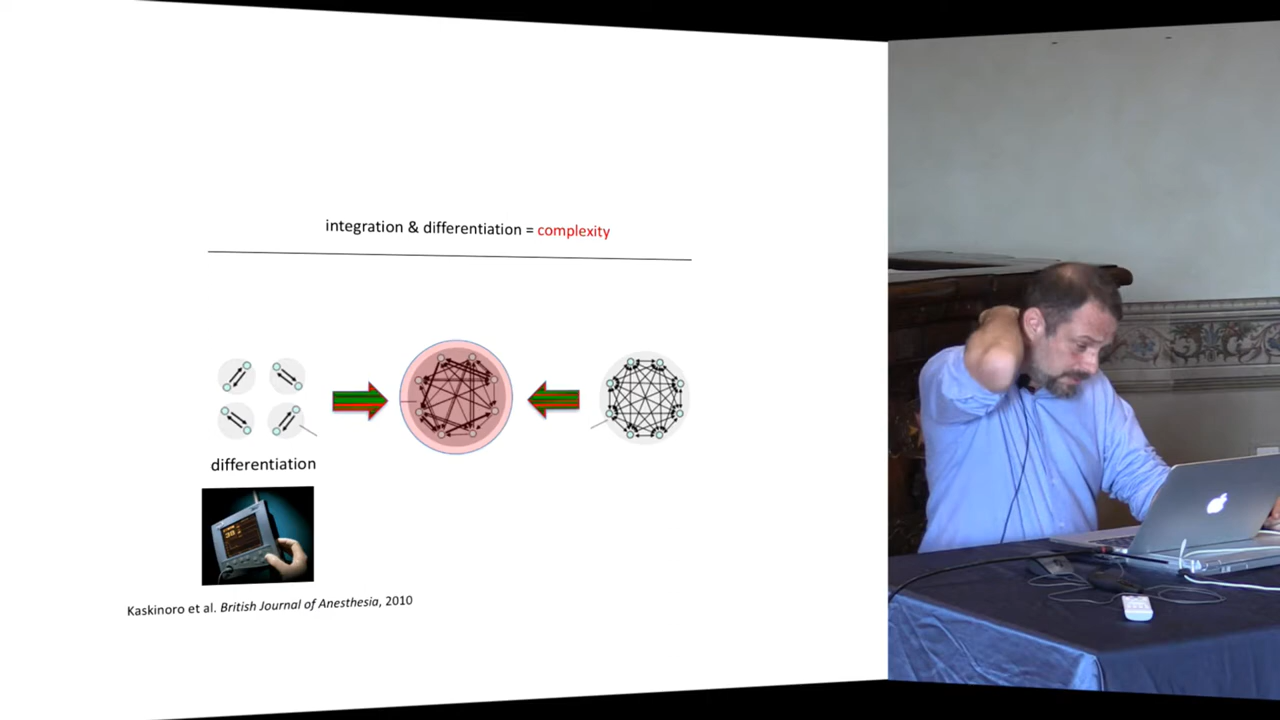 integration & differentiation = complexity
differentiation
Kaskinoro et al. British Journal of Anesthesia, 2010